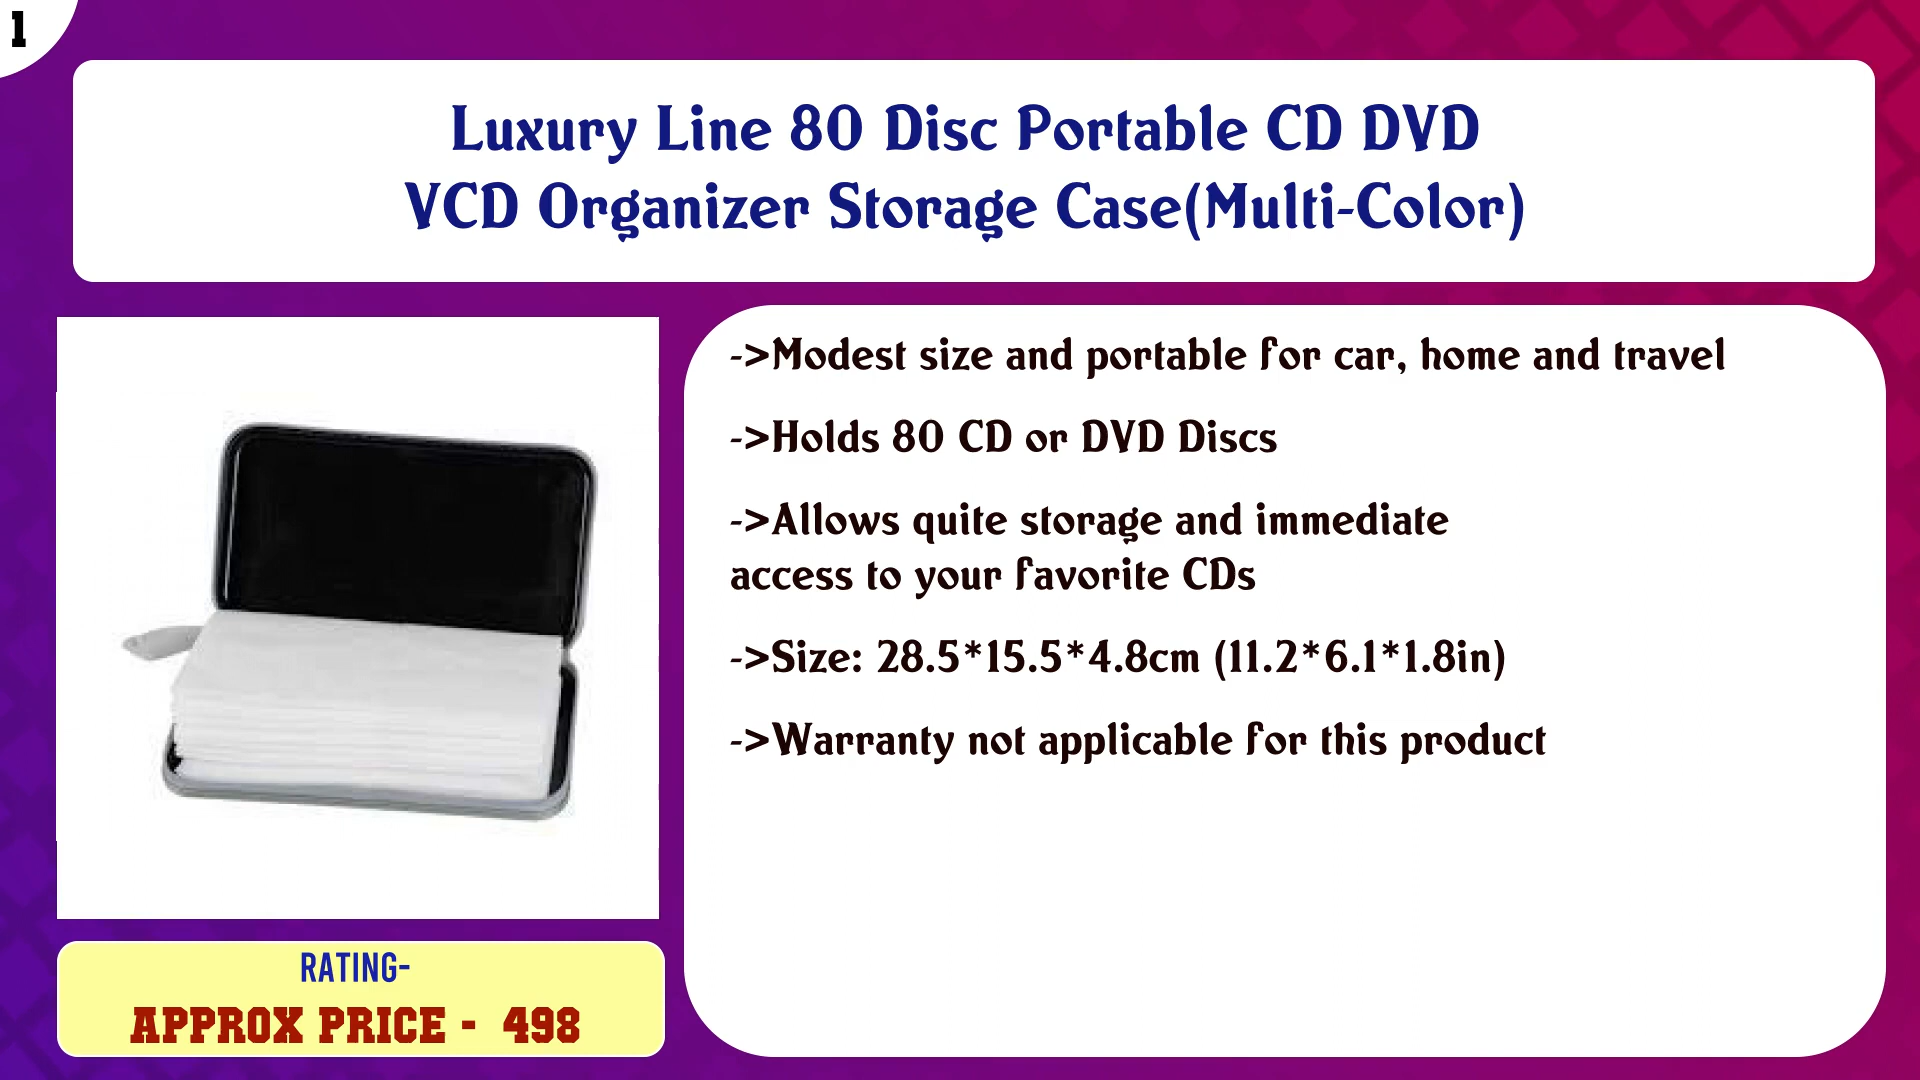 1
Luxury Line 80 Disc Portable CD DVD
VCD Organizer Storage Case(Multi-Color)
->Modest size and portable for car, home and travel
->Holds 80 CD or DVD Discs
->Allows quite storage and immediate
access to your favorite CDs
->Size: 28.5*15.5*4.8cm (11.2*6.1*1.8in)
->Warranty not applicable for this product
RATING-
APPROX PRICE - 498